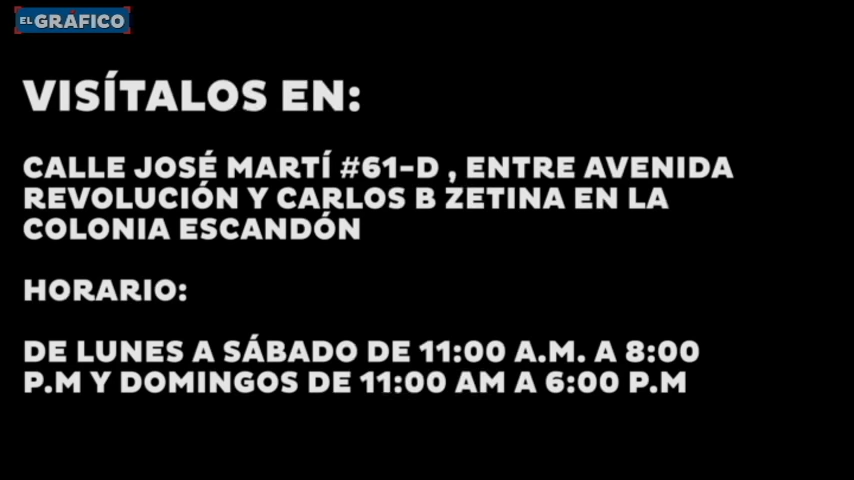 EL GRÁFICO
VISÍTALOS EN:
CALLE JOSÉ MARTÍ #61-D , ENTRE AVENIDA
REVOLUCIÓN Y CARLOS B ZETINA EN LA
COLONIA ESCANDÓN
HORARIO:
DE LUNES A SÁBADO DE 11:00 A.M. A 8:00
P.M Y DOMINGOS DE 11:00 AM A 6:00 P.M